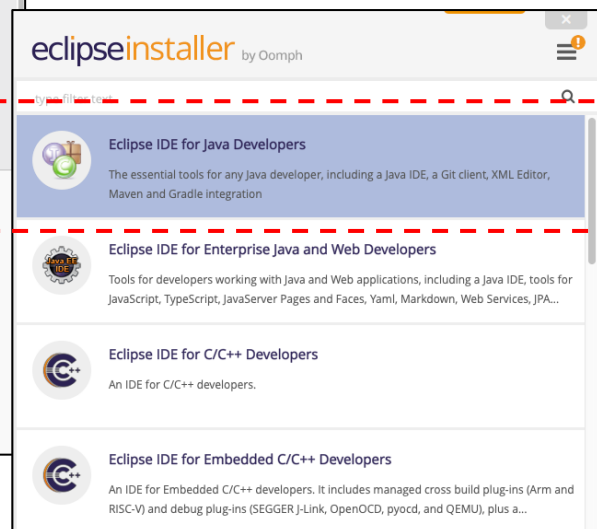 eclipseinstaller by Oomph
type filter text
Eclipse IDE for Java Developers
The essential tools for any Java developer, including a Java IDE, a Git client, XML Editor,
Maven and Gradle integration
Eclipse IDE for Enterprise Java and Web Developers
Tools for developers working with Java and Web applications, including a Java IDE, tools for
JavaScript, TypeScript, JavaServer Pages and Faces, Yaml, Markdown, Web Services, JPA...
Java EE
IDE
Eclipse IDE for C/C++ Developers
An IDE for C/C++ developers.
C++
Eclipse IDE for Embedded C/C++ Developers
An IDE for Embedded C/C++ developers. It includes managed cross build plug-ins (Arm and
RISC-V) and debug plug-ins (SEGGER J-Link, OpenOCD, pyocd, and QEMU), plus a...
C++